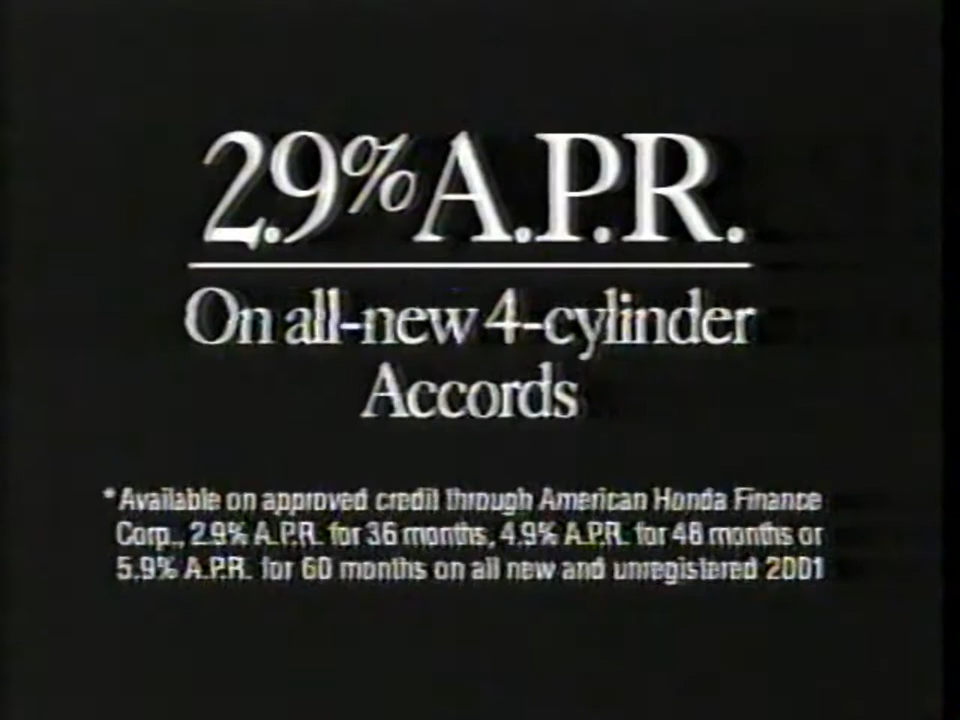 2.9% A.P.R.
On all-new 4-cylinder
Accords
*Available on approved credit through American Honda Finance
Corp., 2.9% A.P.R. for 36 months, 4.9% A.P.R. for 48 months or
5.9% A.P.R. for 60 months on all new and unregistered 2001